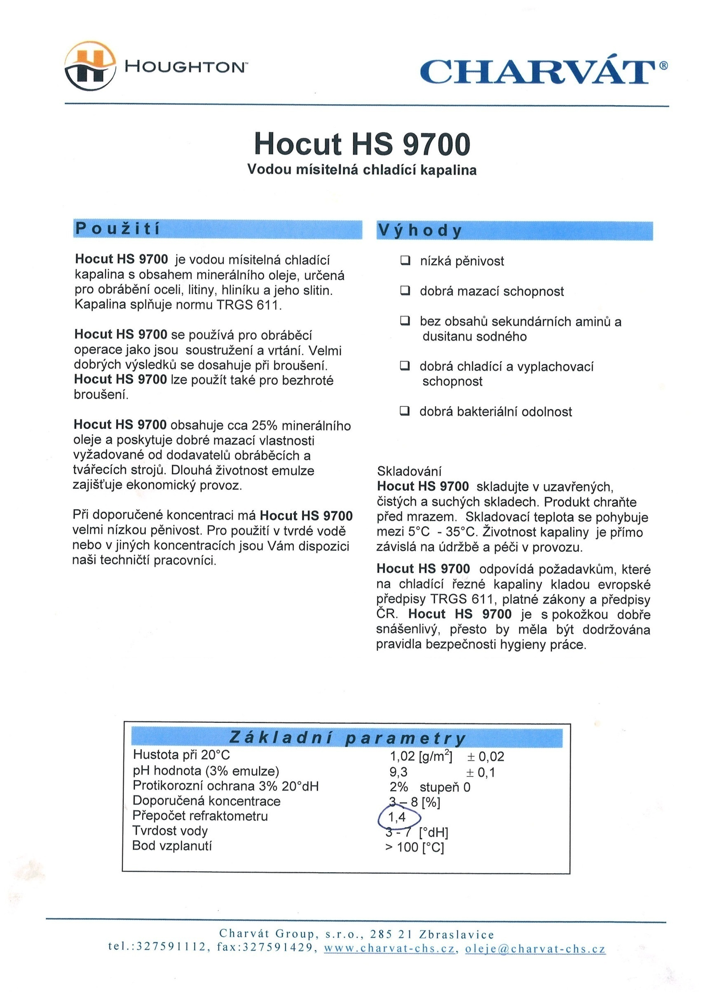 HOUGHTON™
CHARVÁT®
Hocut HS 9700
Vodou mísitelná chladící kapalina
Použití
Hocut HS 9700 je vodou mísitelná chladící
kapalina s obsahem minerálního oleje, určená
pro obrábění oceli, litiny, hliníku a jeho slitin.
Kapalina splňuje normu TRGS 611.
Hocut HS 9700 se používá pro obráběcí
operace jako jsou soustružení a vrtání. Velmi
dobrých výsledků se dosahuje při broušení.
Hocut HS 9700 lze použít také pro bezhroté
broušení.
Hocut HS 9700 obsahuje cca 25% minerálního
oleje a poskytuje dobré mazací vlastnosti
vyžadované od dodavatelů obráběcích a
tvářecích strojů. Dlouhá životnost emulze
zajišťuje ekonomický provoz.
Při doporučené koncentraci má Hocut HS 9700
velmi nízkou pěnivost. Pro použití v tvrdé vodě
nebo v jiných koncentracích jsou Vám dispozici
naši techničtí pracovníci.
Výhody
❑ nízká pěnivost
❑ dobrá mazací schopnost
❑ bez obsahů sekundárních aminů a
dusitanu sodného
❑ dobrá chladící a vyplachovací
schopnost
❑ dobrá bakteriální odolnost
Skladování
Hocut HS 9700 skladujte v uzavřených,
čistých a suchých skladech. Produkt chraňte
před mrazem. Skladovací teplota se pohybuje
mezi 5°C - 35°C. Životnost kapaliny je přímo
závislá na údržbě a péči v provozu.
Hocut HS 9700 odpovídá požadavkům, které
na chladící řezné kapaliny kladou evropské
předpisy TRGS 611, platné zákony a předpisy
ČR. Hocut HS 9700 je s pokožkou dobře
snášenlivý, přesto by měla být dodržována
pravidla bezpečnosti hygieny práce.
Základní parametry
Hustota při 20°C 1,02 [g/m²] ± 0,02
pH hodnota (3% emulze) 9,3 ± 0,1
Protikorozní ochrana 3% 20°dH 2% stupeň 0
Doporučená koncentrace 3 – 8 [%]
Přepočet refraktometru 1,4
Tvrdost vody 3 - 7 [°dH]
Bod vzplanutí > 100 [°C]
Charvát Group, s.r.o., 285 21 Zbraslavice
tel.:327591112, fax:327591429, www.charvat-chs.cz, oleje@charvat-chs.cz